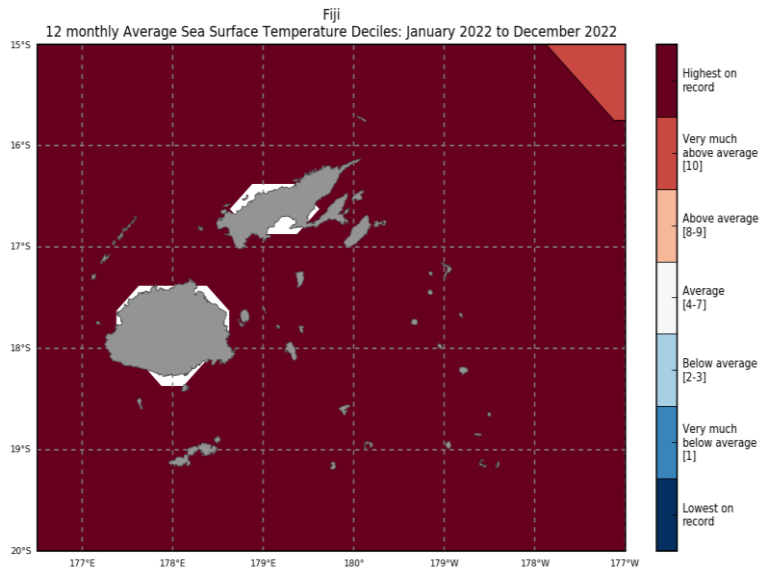 Fiji
12 monthly Average Sea Surface Temperature Deciles: January 2022 to December 2022
15°S
16°S
17°S
18°S
19°S
20°S
177°E
178°E
179°E
180°
179°W
178°W
177°W
Highest on
record
Very much
above average
[10]
Above average
[8-9]
Average
[4-7]
Below average
[2-3]
Very much
below average
[1]
Lowest on
record